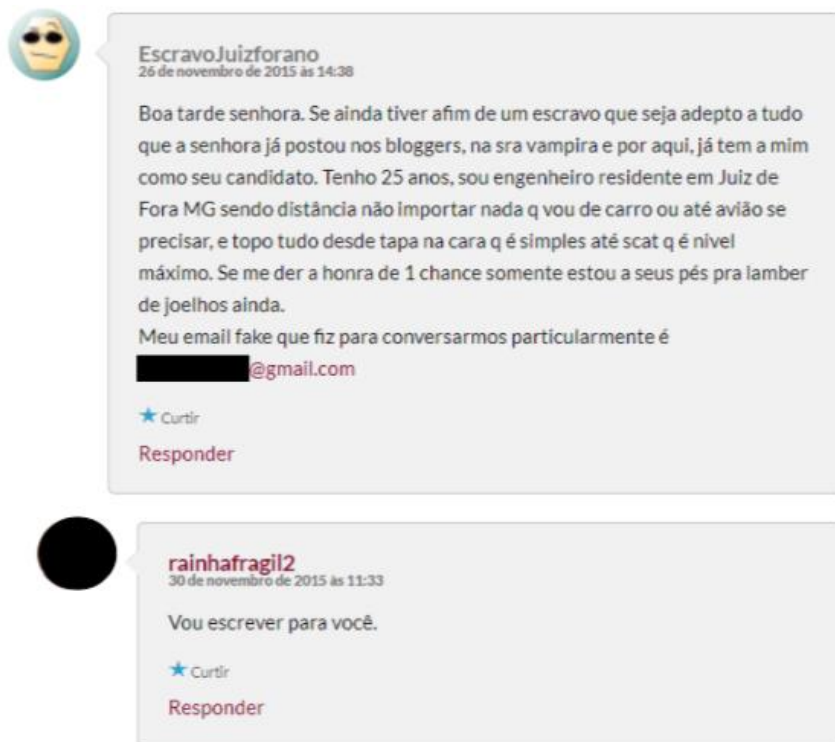 EscravoJuizforano
26 de novembro de 2015 às 14:38
Boa tarde senhora. Se ainda tiver afim de um escravo que seja adepto a tudo
que a senhora já postou nos bloggers, na sra vampira e por aqui, já tem a mim
como seu candidato. Tenho 25 anos, sou engenheiro residente em Juiz de
Fora MG sendo distância não importar nada q vou de carro ou até avião se
precisar, e topo tudo desde tapa na cara q é simples até scat q é nivel
máximo. Se me der a honra de 1 chance somente estou a seus pés pra lamber
de joelhos ainda.
Meu email fake que fiz para conversarmos particularmente é
@gmail.com
★ Curtir
Responder
rainhafragil2
30 de novembro de 2015 às 11:33
Vou escrever para você.
★ Curtir
Responder